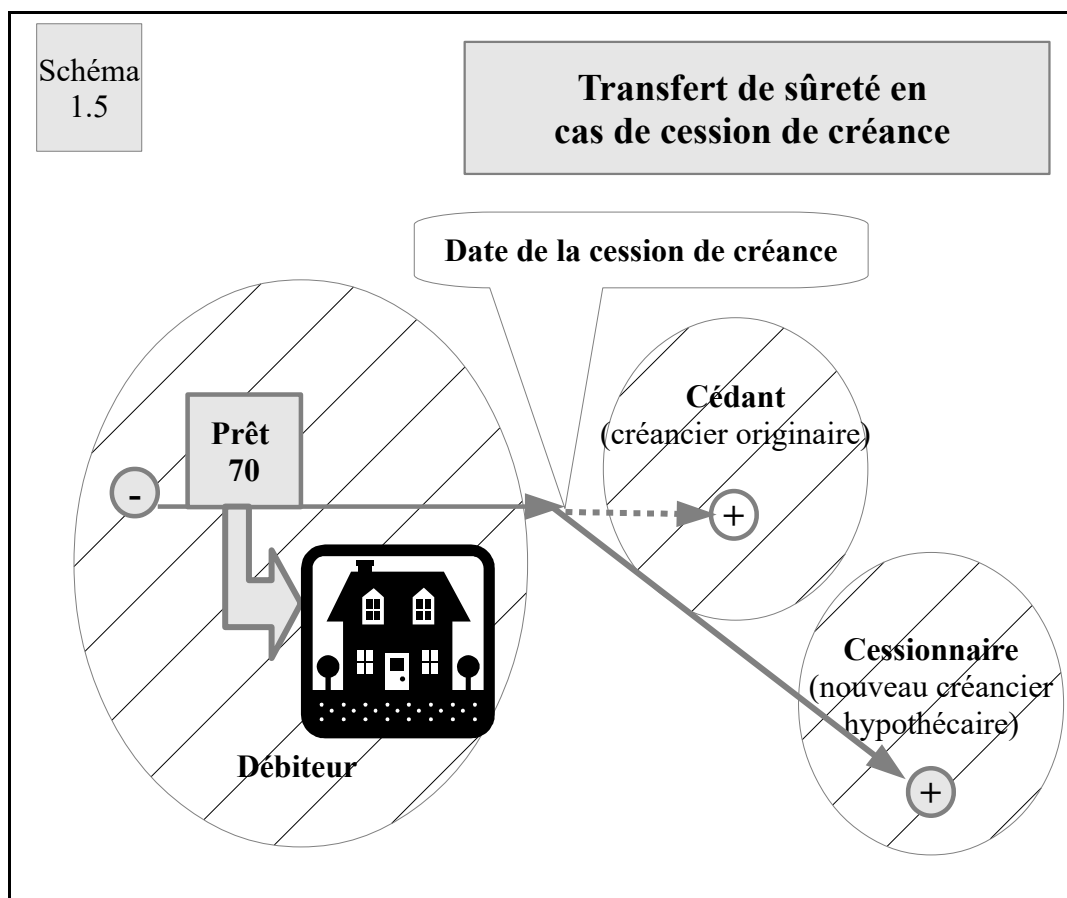 Schéma
1.5
Transfert de sûreté en
cas de cession de créance
Date de la cession de créance
Cédant
(créancier originaire)
Prêt
70
-
+
Cessionnaire
(nouveau créancier
hypothécaire)
Débiteur
+